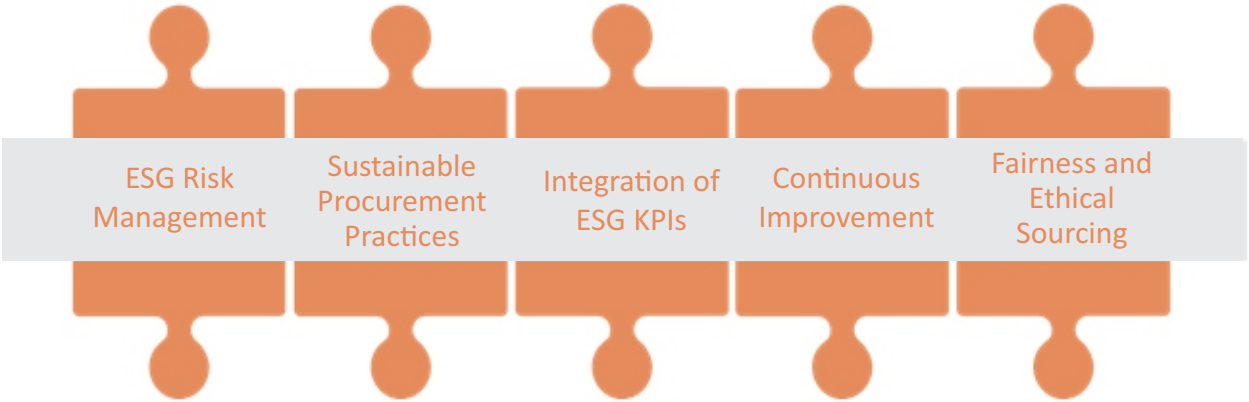 ESG Risk
Management
Sustainable
Procurement
Practices
Integration of
ESG KPIs
Continuous
Improvement
Fairness and
Ethical
Sourcing